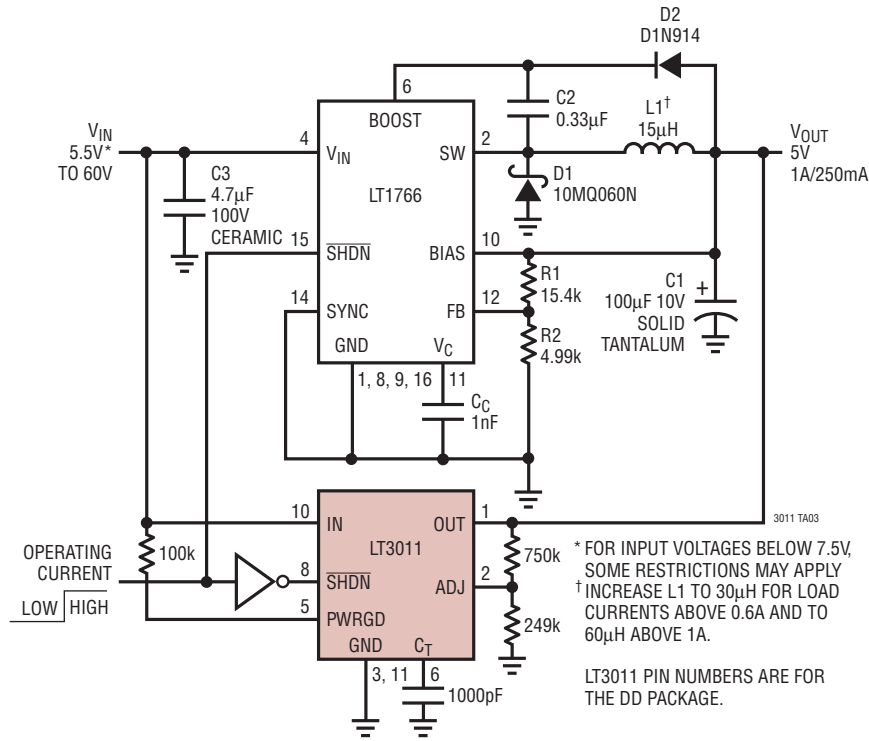 D2
D1N914
6
BOOST
C2
0.33µF
L1†
15µH
VIN
5.5V*
TO 60V
4
VIN
SW
2
VOUT
5V
1A/250mA
LT1766
D1
10MQ060N
C3
4.7µF
100V
CERAMIC
15
SHDN
BIAS
10
R1
15.4k
C1
+
100µF 10V
SOLID
TANTALUM
14
SYNC
FB
12
R2
4.99k
GND
VC
1, 8, 9, 16
11
CC
1nF
10
IN
OUT
1
3011 TA03
LT3011
100k
750k
OPERATING
CURRENT
8
SHDN
ADJ
2
LOW
HIGH
5
PWRGD
249k
GND
CT
3, 11
6
1000pF
* FOR INPUT VOLTAGES BELOW 7.5V,
SOME RESTRICTIONS MAY APPLY
† INCREASE L1 TO 30µH FOR LOAD
CURRENTS ABOVE 0.6A AND TO
60µH ABOVE 1A.
LT3011 PIN NUMBERS ARE FOR
THE DD PACKAGE.